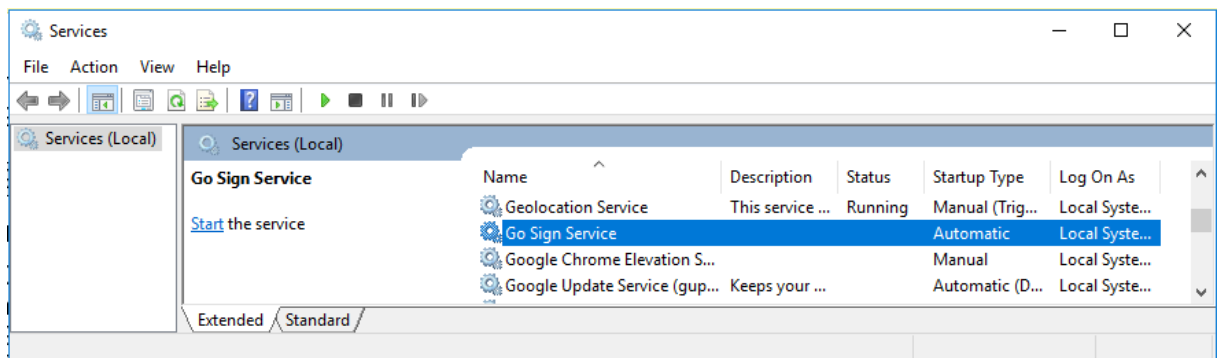 Services
File Action View Help
Services (Local)
Services (Local)
Go Sign Service
Start the service
Name Description Status Startup Type Log On As
Geolocation Service This service ... Running Manual (Trig... Local Syste...
Go Sign Service Automatic Local Syste...
Google Chrome Elevation S... Manual Local Syste...
Google Update Service (gup... Keeps your ... Automatic (D... Local Syste...
Extended Standard